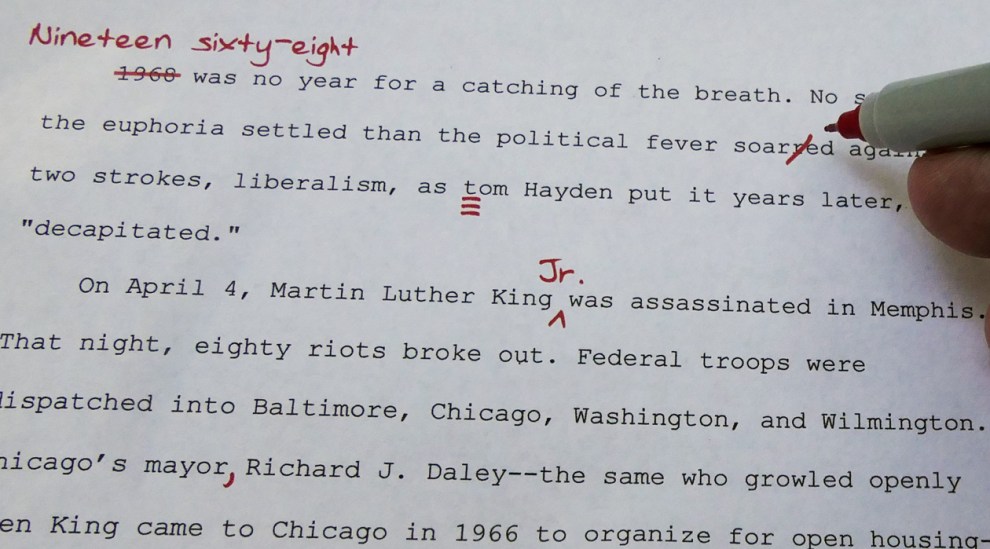 Nineteen sixty-eight
1968 was no year for a catching of the breath. No
the euphoria settled than the political fever soarred
two strokes, liberalism, as tom Hayden put it years later,
"decapitated."
Jr.
On April 4, Martin Luther King was assassinated in Memphis.
That night, eighty riots broke out. Federal troops were
dispatched into Baltimore, Chicago, Washington, and Wilmington.
hicago's mayor, Richard J. Daley--the same who growled openly
en King came to Chicago in 1966 to organize for open housing-